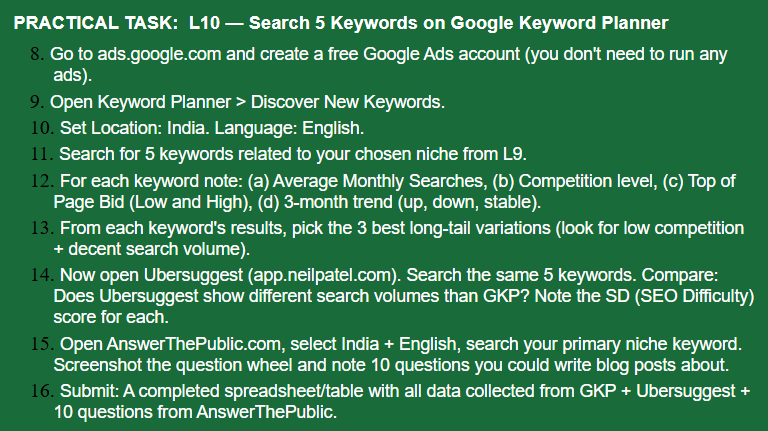 PRACTICAL TASK:  L10 — Search 5 Keywords on Google Keyword Planner
8. Go to ads.google.com and create a free Google Ads account (you don't need to run any
ads).
9. Open Keyword Planner > Discover New Keywords.
10. Set Location: India. Language: English.
11. Search for 5 keywords related to your chosen niche from L9.
12. For each keyword note: (a) Average Monthly Searches, (b) Competition level, (c) Top of
Page Bid (Low and High), (d) 3-month trend (up, down, stable).
13. From each keyword's results, pick the 3 best long-tail variations (look for low competition
+ decent search volume).
14. Now open Ubersuggest (app.neilpatel.com). Search the same 5 keywords. Compare:
Does Ubersuggest show different search volumes than GKP? Note the SD (SEO Difficulty)
score for each.
15. Open AnswerThePublic.com, select India + English, search your primary niche keyword.
Screenshot the question wheel and note 10 questions you could write blog posts about.
16. Submit: A completed spreadsheet/table with all data collected from GKP + Ubersuggest +
10 questions from AnswerThePublic.